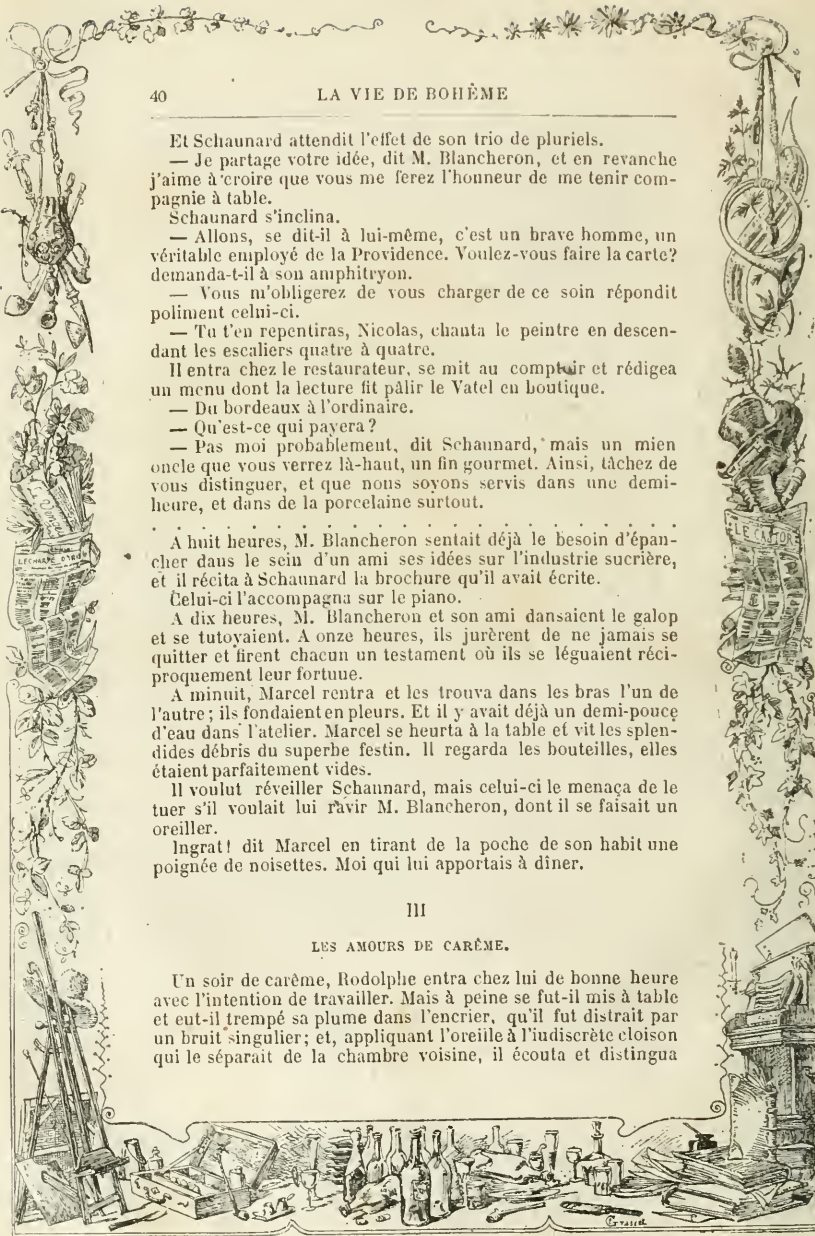 40 LA VIE DE BOHÊME
Et Schaunard attendit l'effet de son trio de pluriels.
— Je partage votre idée, dit M. Blancheron, et en revanche
j'aime à croire que vous me ferez l'honneur de me tenir com-
pagnie à table.
Schaunard s'inclina.
— Allons, se dit-il à lui-même, c'est un brave homme, un
véritable employé de la Providence. Voulez-vous faire la carte?
demanda-t-il à son amphitryon.
— Vous m'obligerez de vous charger de ce soin répondit
poliment celui-ci.
— Tu t'en repentiras, Nicolas, chanta le peintre en descen-
dant les escaliers quatre à quatre.
Il entra chez le restaurateur, se mit au comptoir et rédigea
un menu dont la lecture fit pâlir le Vatel en boutique.
— Du bordeaux à l'ordinaire.
— Qu'est-ce qui payera?
— Pas moi probablement, dit Schaunard, mais un mien
oncle que vous verrez là-haut, un fin gourmet. Ainsi, tâchez de
vous distinguer, et que nous soyons servis dans une demi-
heure, et dans de la porcelaine surtout.
. . . . . . . . . . . . . . . . . . . . . . . .
A huit heures, M. Blancheron sentait déjà le besoin d'épan-
cher dans le sein d'un ami ses idées sur l'industrie sucrière,
et il récita à Schaunard la brochure qu'il avait écrite.
Celui-ci l'accompagna sur le piano.
A dix heures, M. Blancheron et son ami dansaient le galop
et se tutoyaient. A onze heures, ils jurèrent de ne jamais se
quitter et firent chacun un testament où ils se léguaient réci-
proquement leur fortuue.
A minuit, Marcel rentra et les trouva dans les bras l'un de
l'autre; ils fondaient en pleurs. Et il y avait déjà un demi-pouce
d'eau dans l'atelier. Marcel se heurta à la table et vit les splen-
dides débris du superbe festin. Il regarda les bouteilles, elles
étaient parfaitement vides.
Il voulut réveiller Schaunard, mais celui-ci le menaça de le
tuer s'il voulait lui ravir M. Blancheron, dont il se faisait un
oreiller.
Ingrat! dit Marcel en tirant de la poche de son habit une
poignée de noisettes. Moi qui lui apportais à dîner.
III
LES AMOURS DE CARÊME.
Un soir de carême, Rodolphe entra chez lui de bonne heure
avec l'intention de travailler. Mais à peine se fut-il mis à table
et eut-il trempé sa plume dans l'encrier, qu'il fut distrait par
un bruit singulier; et, appliquant l'oreille à l'iudiscrète cloison
qui le séparait de la chambre voisine, il écouta et distingua
L'ECHARPE D'IRIS
LE CASTOR
Grasset